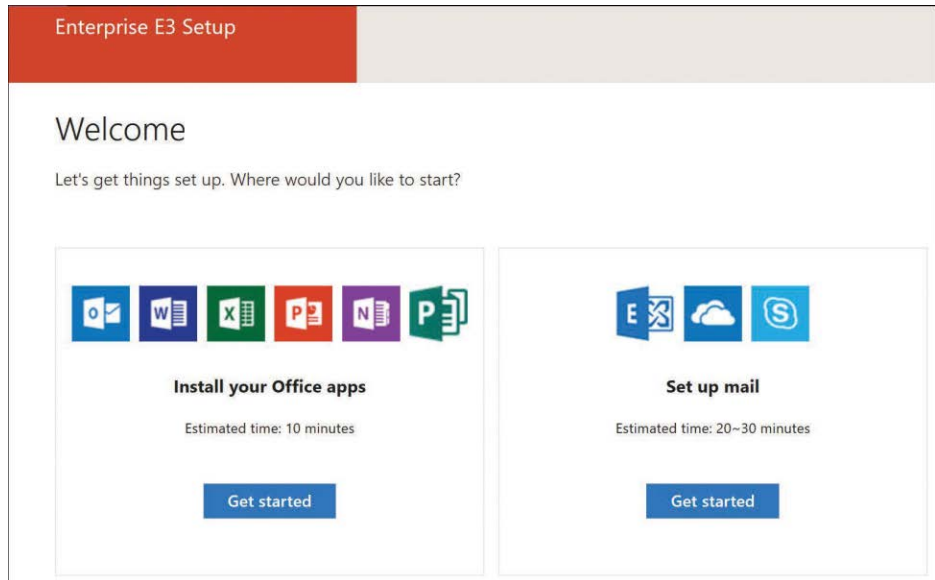 Enterprise E3 Setup
Welcome
Let's get things set up. Where would you like to start?
O W X P N P
Install your Office apps
Estimated time: 10 minutes
Get started
E S
Set up mail
Estimated time: 20~30 minutes
Get started